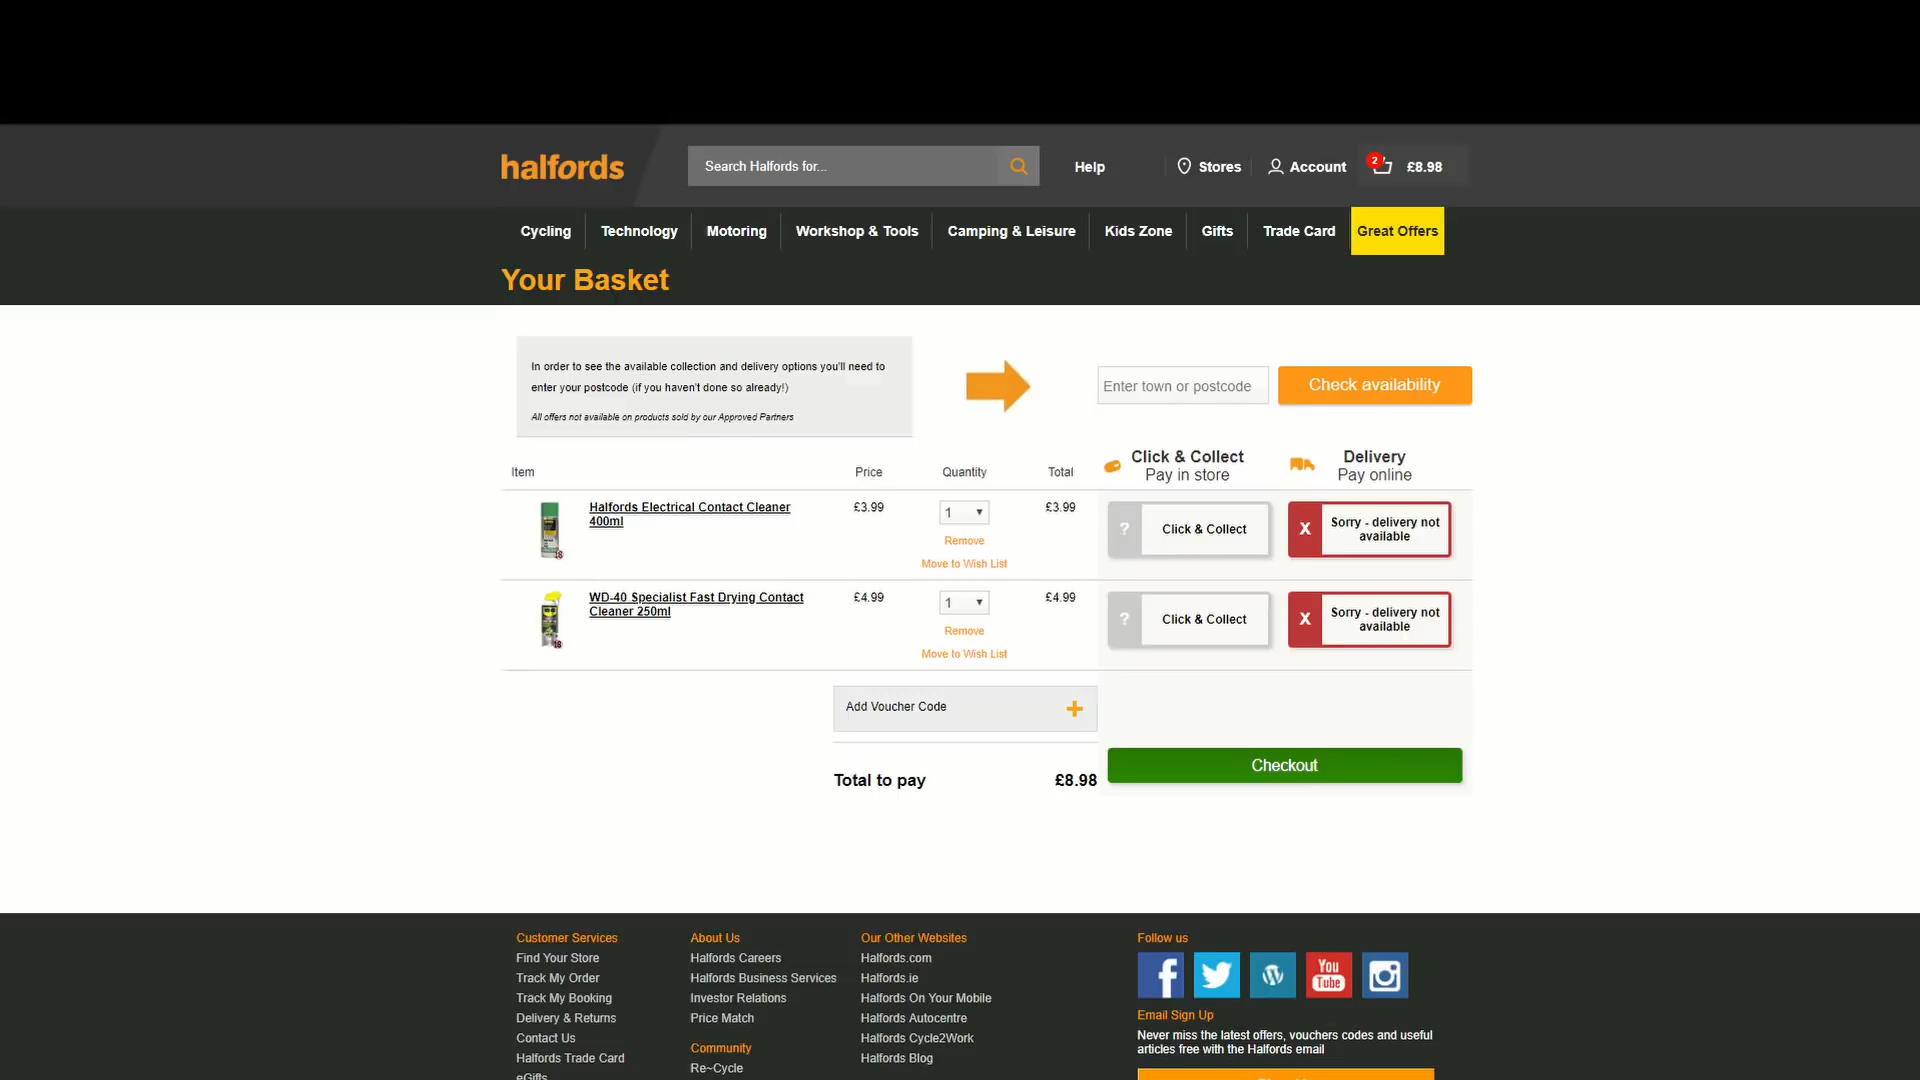 halfords
Search Halfords for...
Help
Stores
Account
2
£8.98
Cycling
Technology
Motoring
Workshop & Tools
Camping & Leisure
Kids Zone
Gifts
Trade Card
Great Offers
Your Basket
In order to see the available collection and delivery options you'll need to
enter your postcode (if you haven't done so already!)
All offers not available on products sold by our Approved Partners
Enter town or postcode
Check availability
Item
Price
Quantity
Total
Click & Collect
Pay in store
Delivery
Pay online
Halfords Electrical Contact Cleaner
400ml
£3.99
1
Remove
Move to Wish List
£3.99
?
Click & Collect
X
Sorry - delivery not
available
WD-40 Specialist Fast Drying Contact
Cleaner 250ml
£4.99
1
Remove
Move to Wish List
£4.99
?
Click & Collect
X
Sorry - delivery not
available
Add Voucher Code
Total to pay
£8.98
Checkout
Customer Services
Find Your Store
Track My Order
Track My Booking
Delivery & Returns
Contact Us
Halfords Trade Card
eGifts
About Us
Halfords Careers
Halfords Business Services
Investor Relations
Price Match
Community
Re~Cycle
Our Other Websites
Halfords.com
Halfords.ie
Halfords On Your Mobile
Halfords Autocentre
Halfords Cycle2Work
Halfords Blog
Follow us
You
Tube
Email Sign Up
Never miss the latest offers, vouchers codes and useful
articles free with the Halfords email